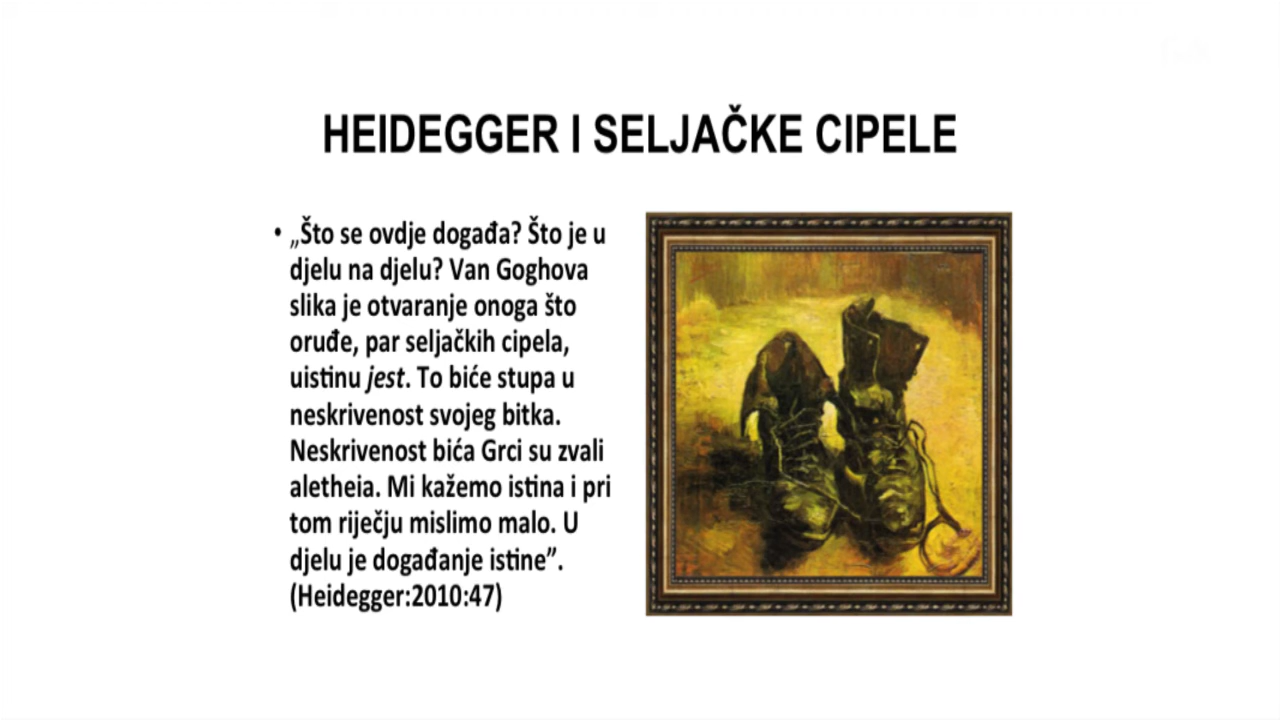 HEIDEGGER I SELJAČKE CIPELE
• „Što se ovdje događa? Što je u
djelu na djelu? Van Goghova
slika je otvaranje onoga što
oruđe, par seljačkih cipela,
uistinu jest. To biće stupa u
neskrivenost svojeg bitka.
Neskrivenost bića Grci su zvali
aletheia. Mi kažemo istina i pri
tom riječju mislimo malo. U
djelu je događanje istine”.
(Heidegger:2010:47)